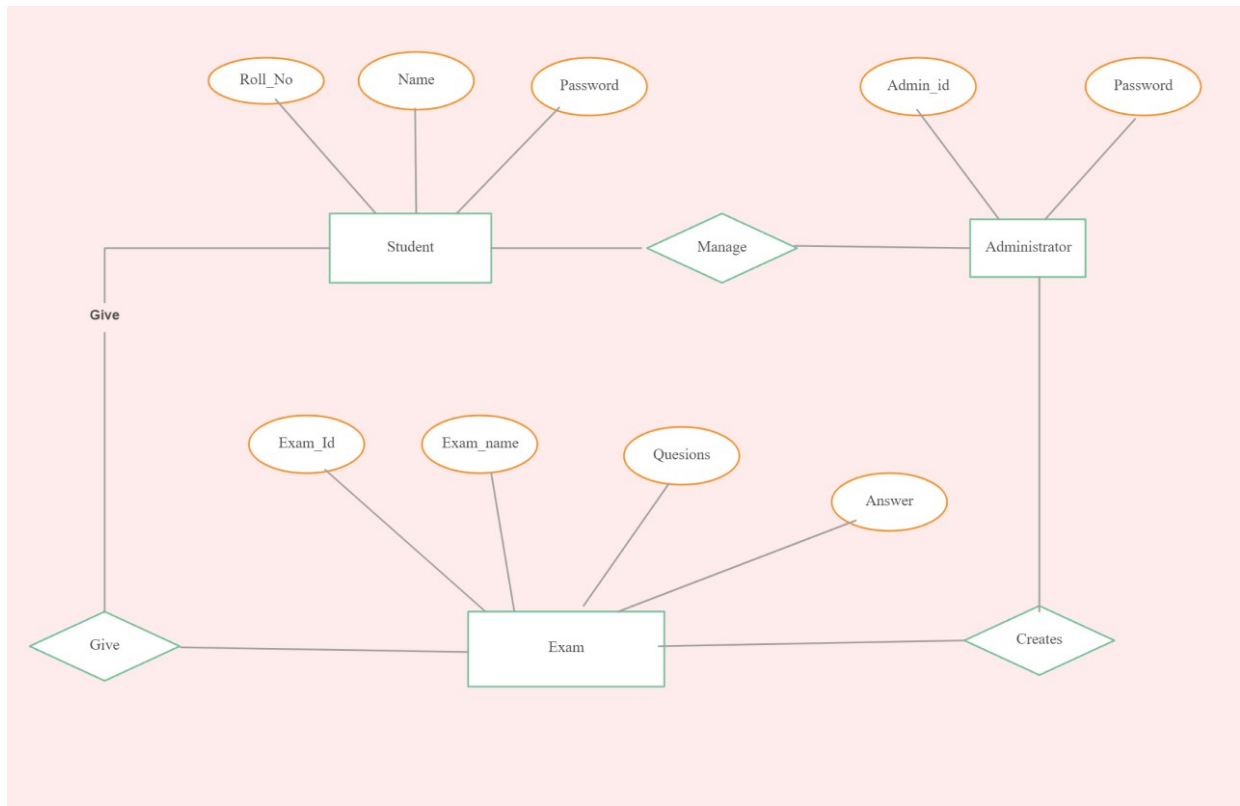 Roll_No
Name
Password
Admin_id
Password
Student
Manage
Administrator
Give
Exam_Id
Exam_name
Quesions
Answer
Give
Exam
Creates